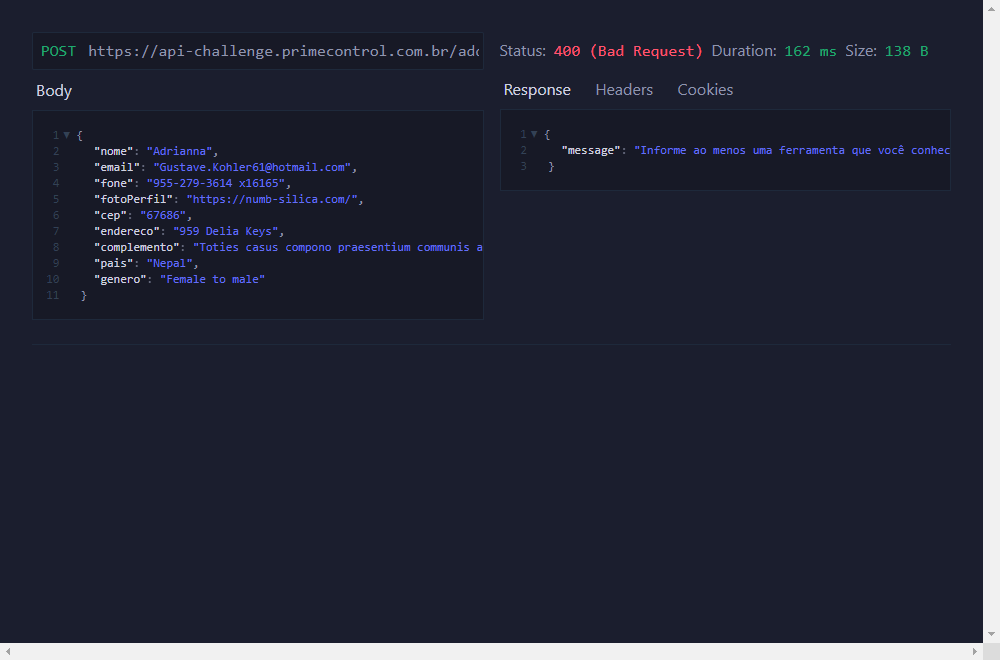 POST https://api-challenge.primecontrol.com.br/adc
Status: 400 (Bad Request) Duration: 162 ms Size: 138 B
Body
Response Headers Cookies
1 {
2 "nome": "Adrianna",
3 "email": "Gustave.Kohler61@hotmail.com",
4 "fone": "955-279-3614 x16165",
5 "fotoPerfil": "https://numb-silica.com/",
6 "cep": "67686",
7 "endereco": "959 Delia Keys",
8 "complemento": "Toties casus compono praesentium communis a
9 "pais": "Nepal",
10 "genero": "Female to male"
11 }
1 {
2 "message": "Informe ao menos uma ferramenta que você conhec
3 }